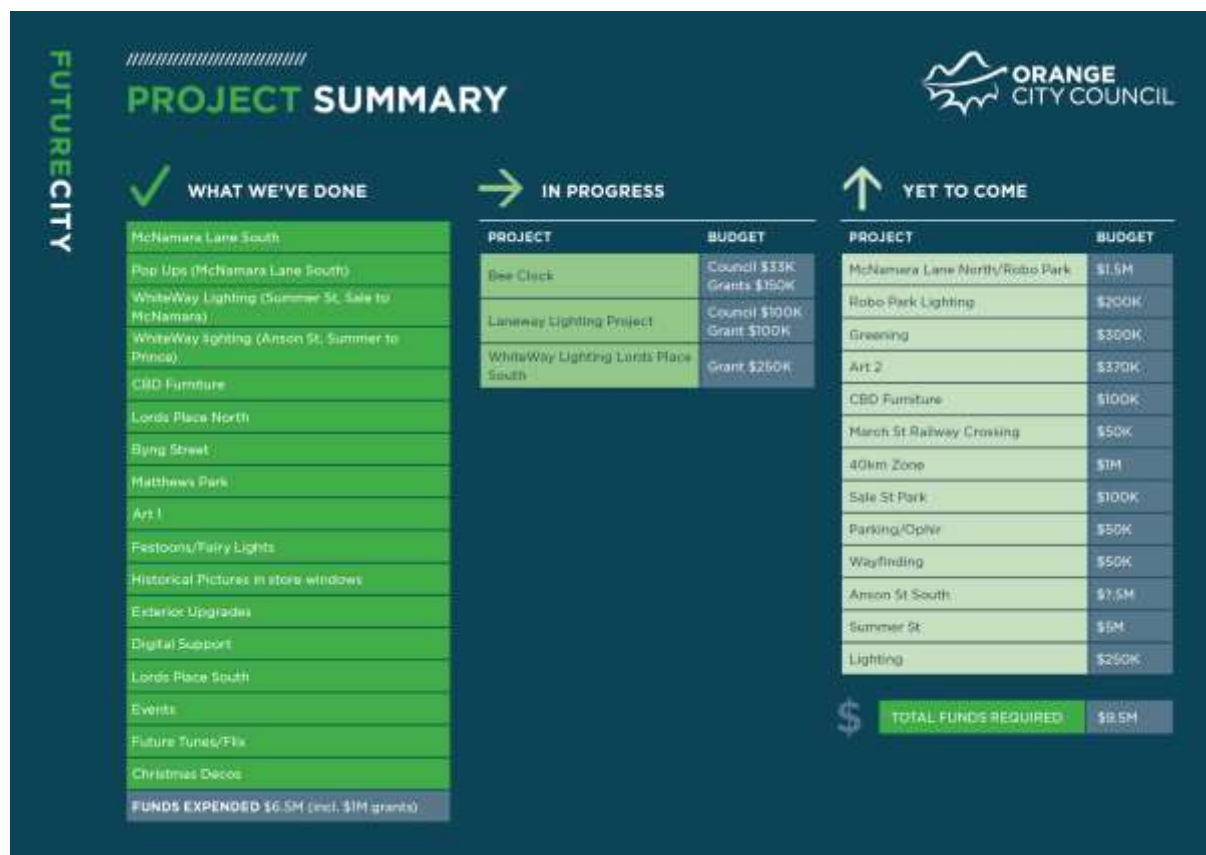 FUTURECITY
PROJECT SUMMARY
ORANGE
CITY COUNCIL
WHAT WE'VE DONE
McNamara Lane South
Pop Ups (McNamara Lane South)
WhiteWay Lighting (Summer St, Sale to
McNamara)
WhiteWay lighting (Anson St, Summer to
Prince)
CBD Furniture
Lords Place North
Byng Street
Matthews Park
Art 1
Festoons/Fairy Lights
Historical Pictures in store windows
Exterior Upgrades
Digital Support
Lords Place South
Events
Future Tunes/Flix
Christmas Decos
FUNDS EXPENDED $6.5M (incl. $1M grants)
IN PROGRESS
PROJECT BUDGET
Bee Clock
Council $33K
Grants $150K
Laneway Lighting Project
Council $100K
Grant $100K
WhiteWay Lighting Lords Place
South
Grant $250K
YET TO COME
PROJECT BUDGET
McNamara Lane North/Robo Park $1.5M
Robo Park Lighting $200K
Greening $300K
Art 2 $370K
CBD Furniture $100K
March St Railway Crossing $50K
40km Zone $1M
Sale St Park $100K
Parking/Ophir $50K
Wayfinding $50K
Anson St South
Summer St $5M
Lighting $250K
$ TOTAL FUNDS REQUIRED $9.5M